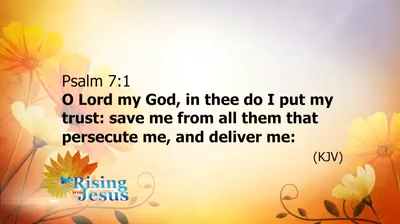 Psalm 7:1
O Lord my God, in thee do I put my
trust: save me from all them that
persecute me, and deliver me:
(KJV)
Rising
With
Jesus